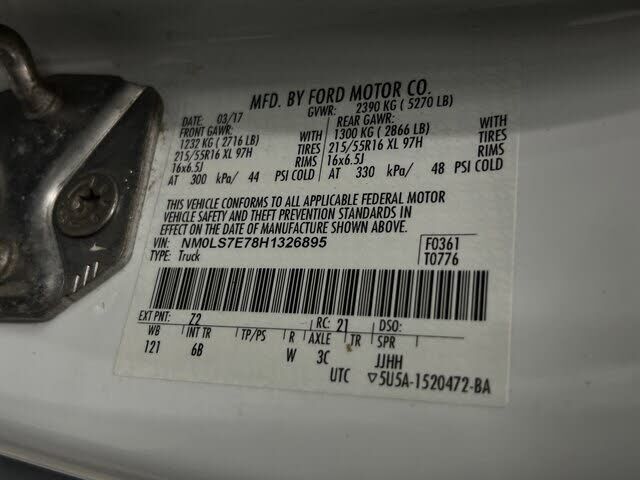 MFD. BY FORD MOTOR CO.
DATE: 03/17 GVWR: 2390 KG ( 5270 LB)
FRONT GAWR: REAR GAWR:
1232 KG ( 2716 LB) WITH 1300 KG ( 2866 LB) WITH
215/55R16 XL 97H TIRES 215/55R16 XL 97H TIRES
16x6.5J RIMS 16x6.5J RIMS
AT 300 kPa/ 44 PSI COLD AT 330 kPa/ 48 PSI COLD
THIS VEHICLE CONFORMS TO ALL APPLICABLE FEDERAL MOTOR
VEHICLE SAFETY AND THEFT PREVENTION STANDARDS IN
EFFECT ON THE DATE OF MANUFACTURE SHOWN ABOVE.
VIN: NM0LS7E78H1326895 F0361
TYPE: Truck T0776
EXT PNT: Z2 RC: 21 DSO:
WB INT TR TP/PS R AXLE TR SPR
121 6B W 3C JJHH
UTC ▽5U5A-1520472-BA